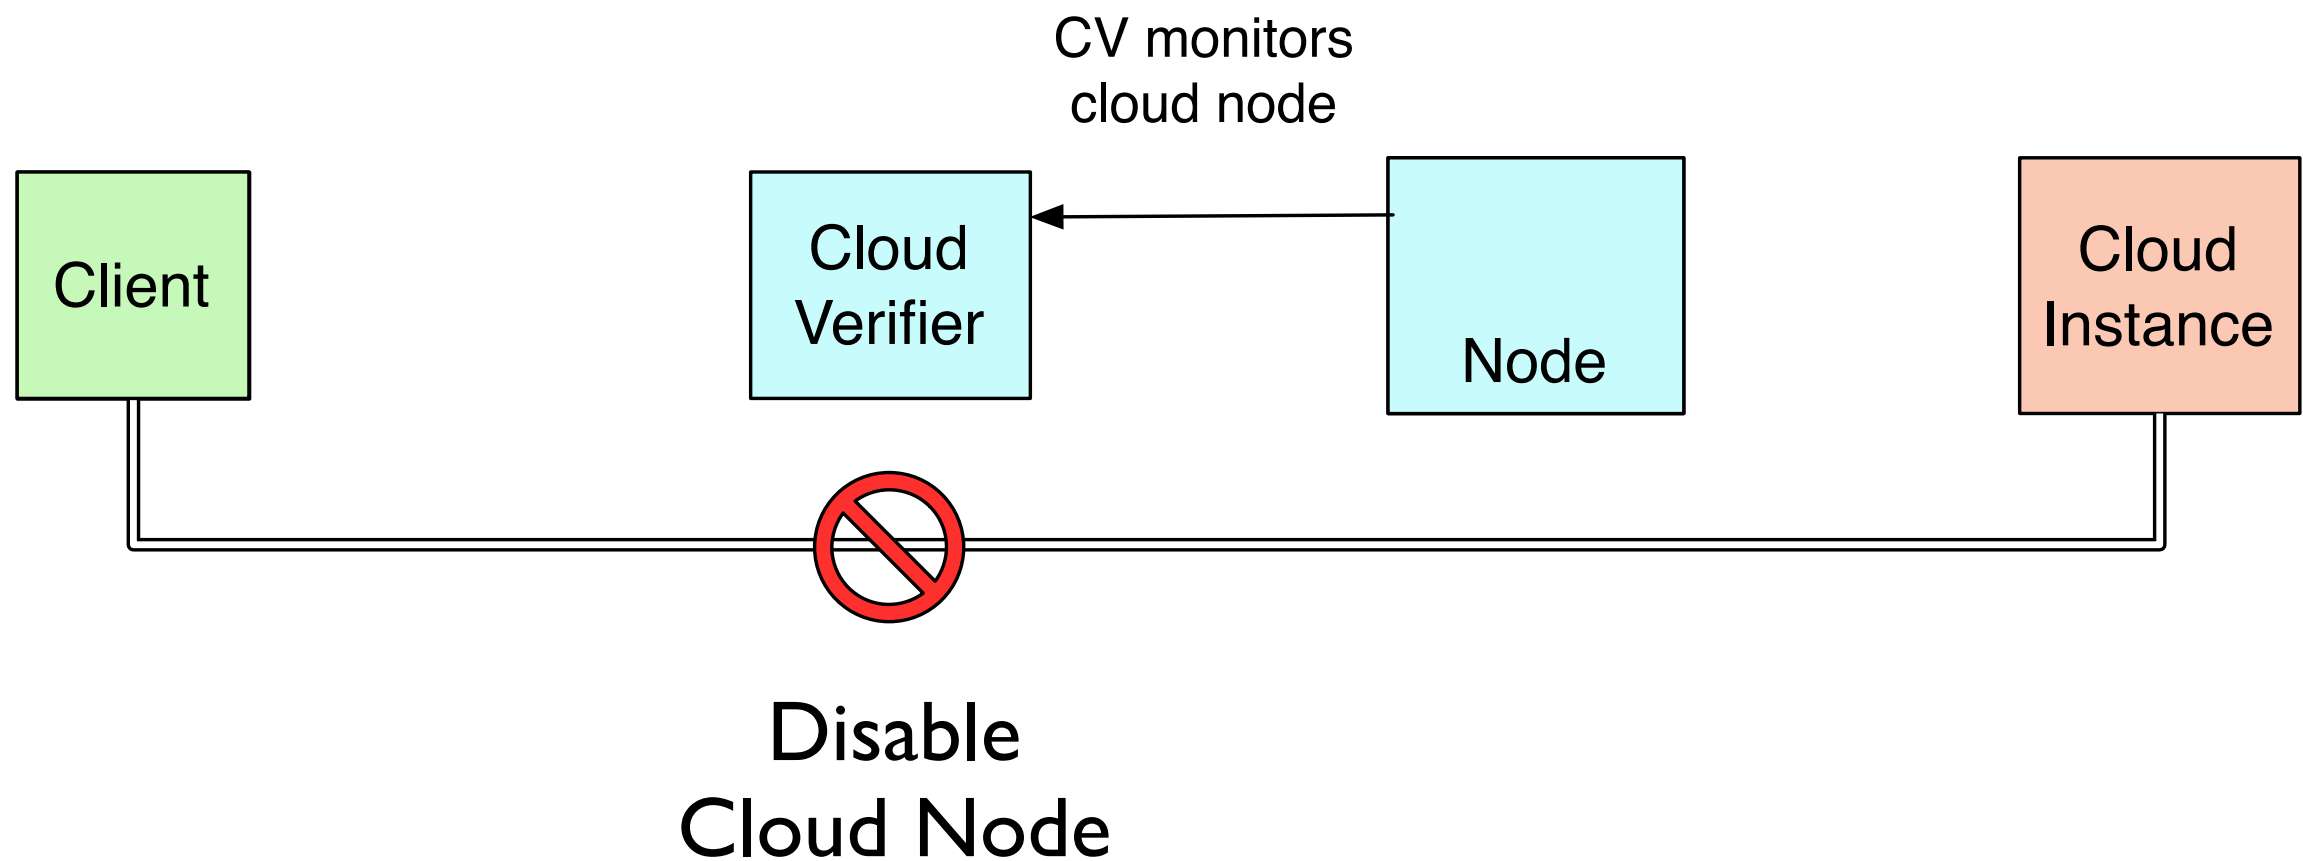 CV monitors
cloud node
Client
Cloud
Verifier
Node
Cloud
Instance
Disable
Cloud Node